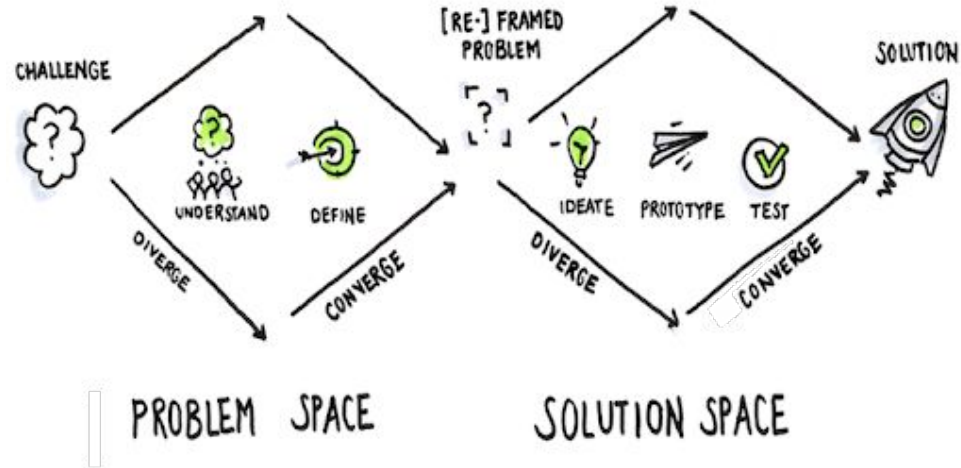 CHALLENGE
[RE-] FRAMED
PROBLEM
SOLUTION
?
?
?
UNDERSTAND
DEFINE
IDEATE
PROTOTYPE
TEST
DIVERGE
CONVERGE
DIVERGE
CONVERGE
PROBLEM SPACE
SOLUTION SPACE